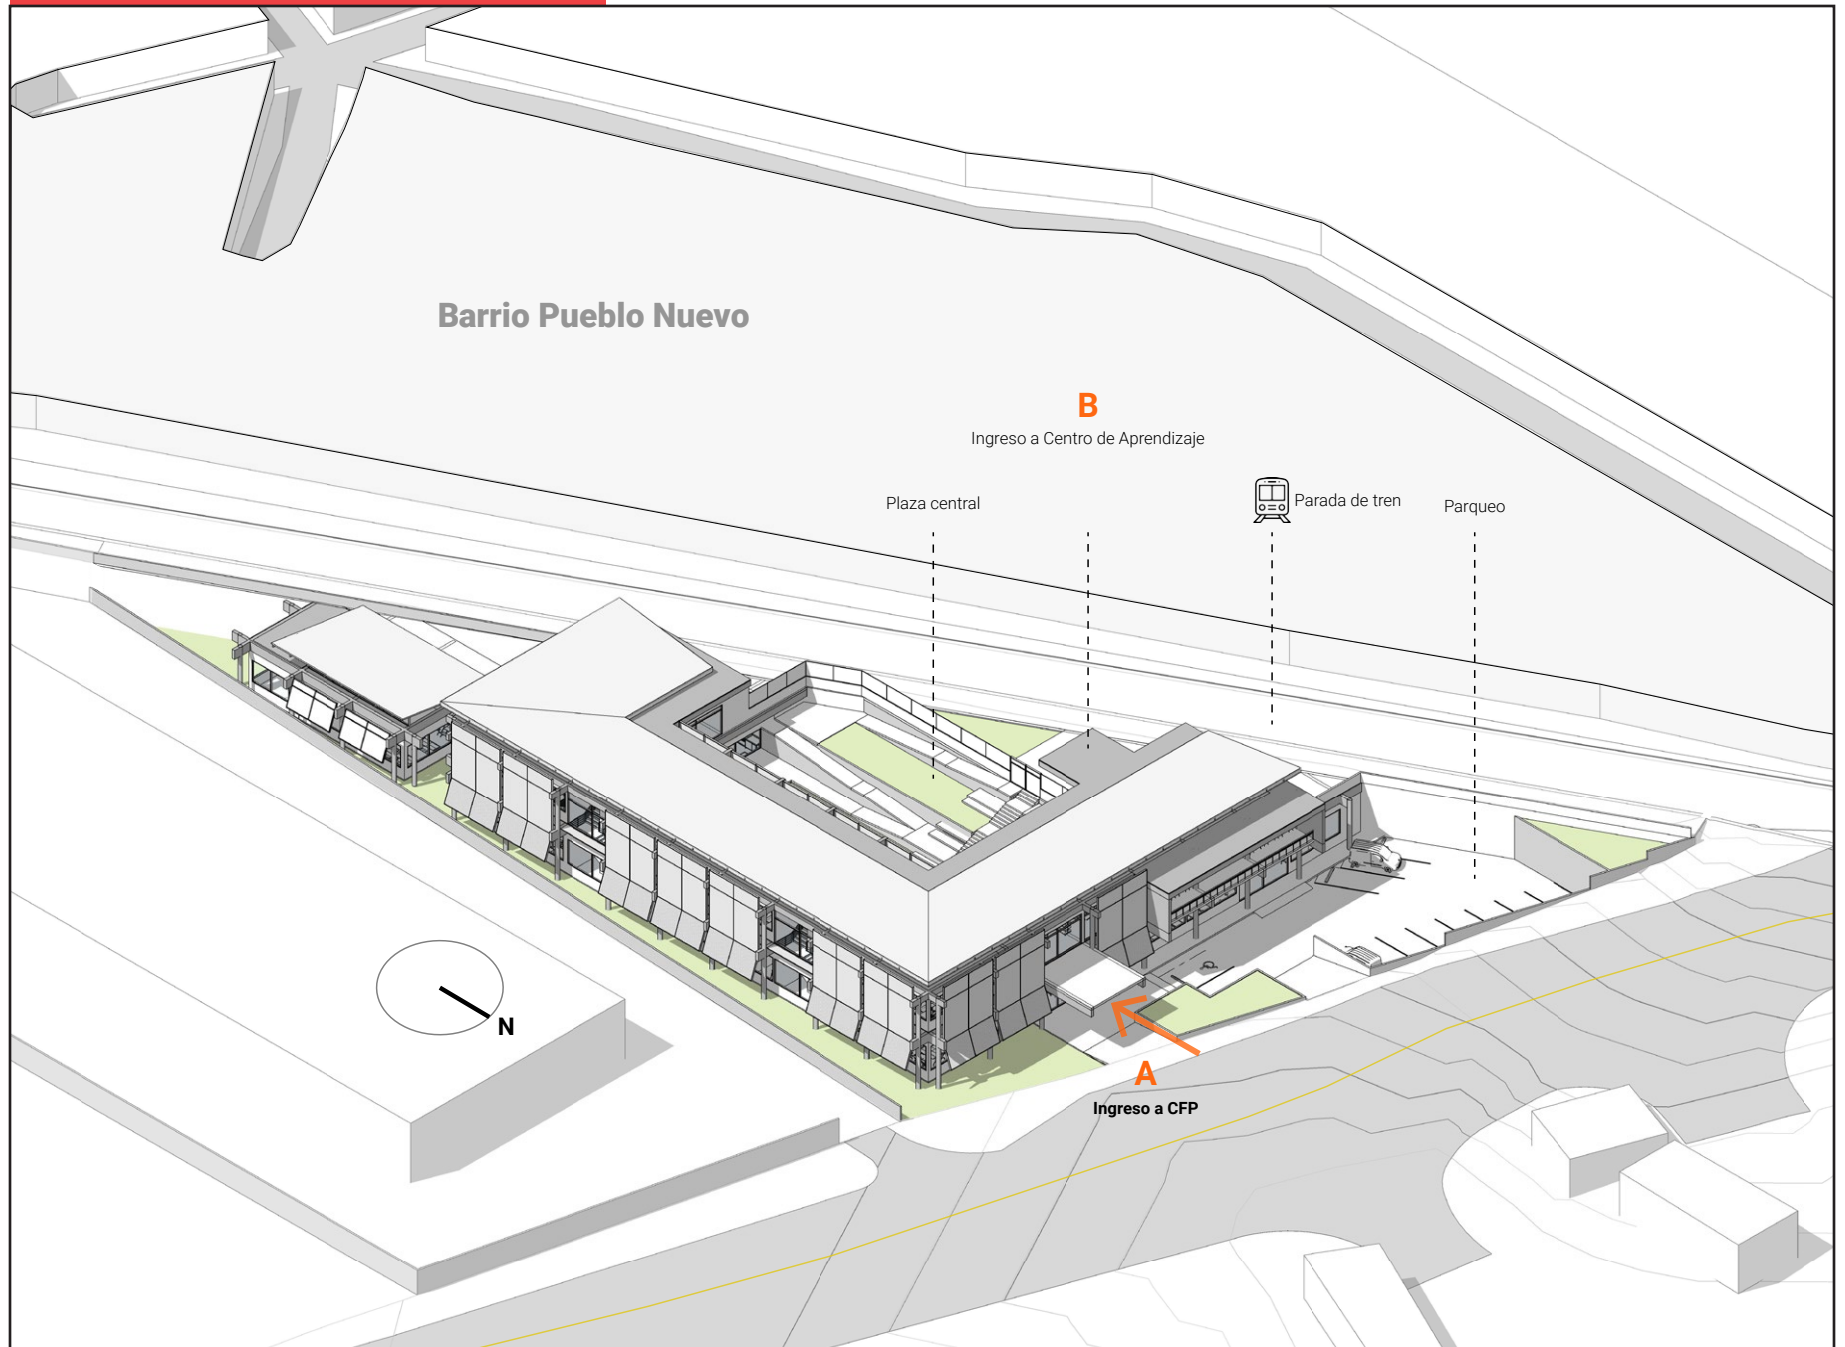 Barrio Pueblo Nuevo
B
Ingreso a Centro de Aprendizaje
Plaza central
Parada de tren
Parqueo
N
A
Ingreso a CFP